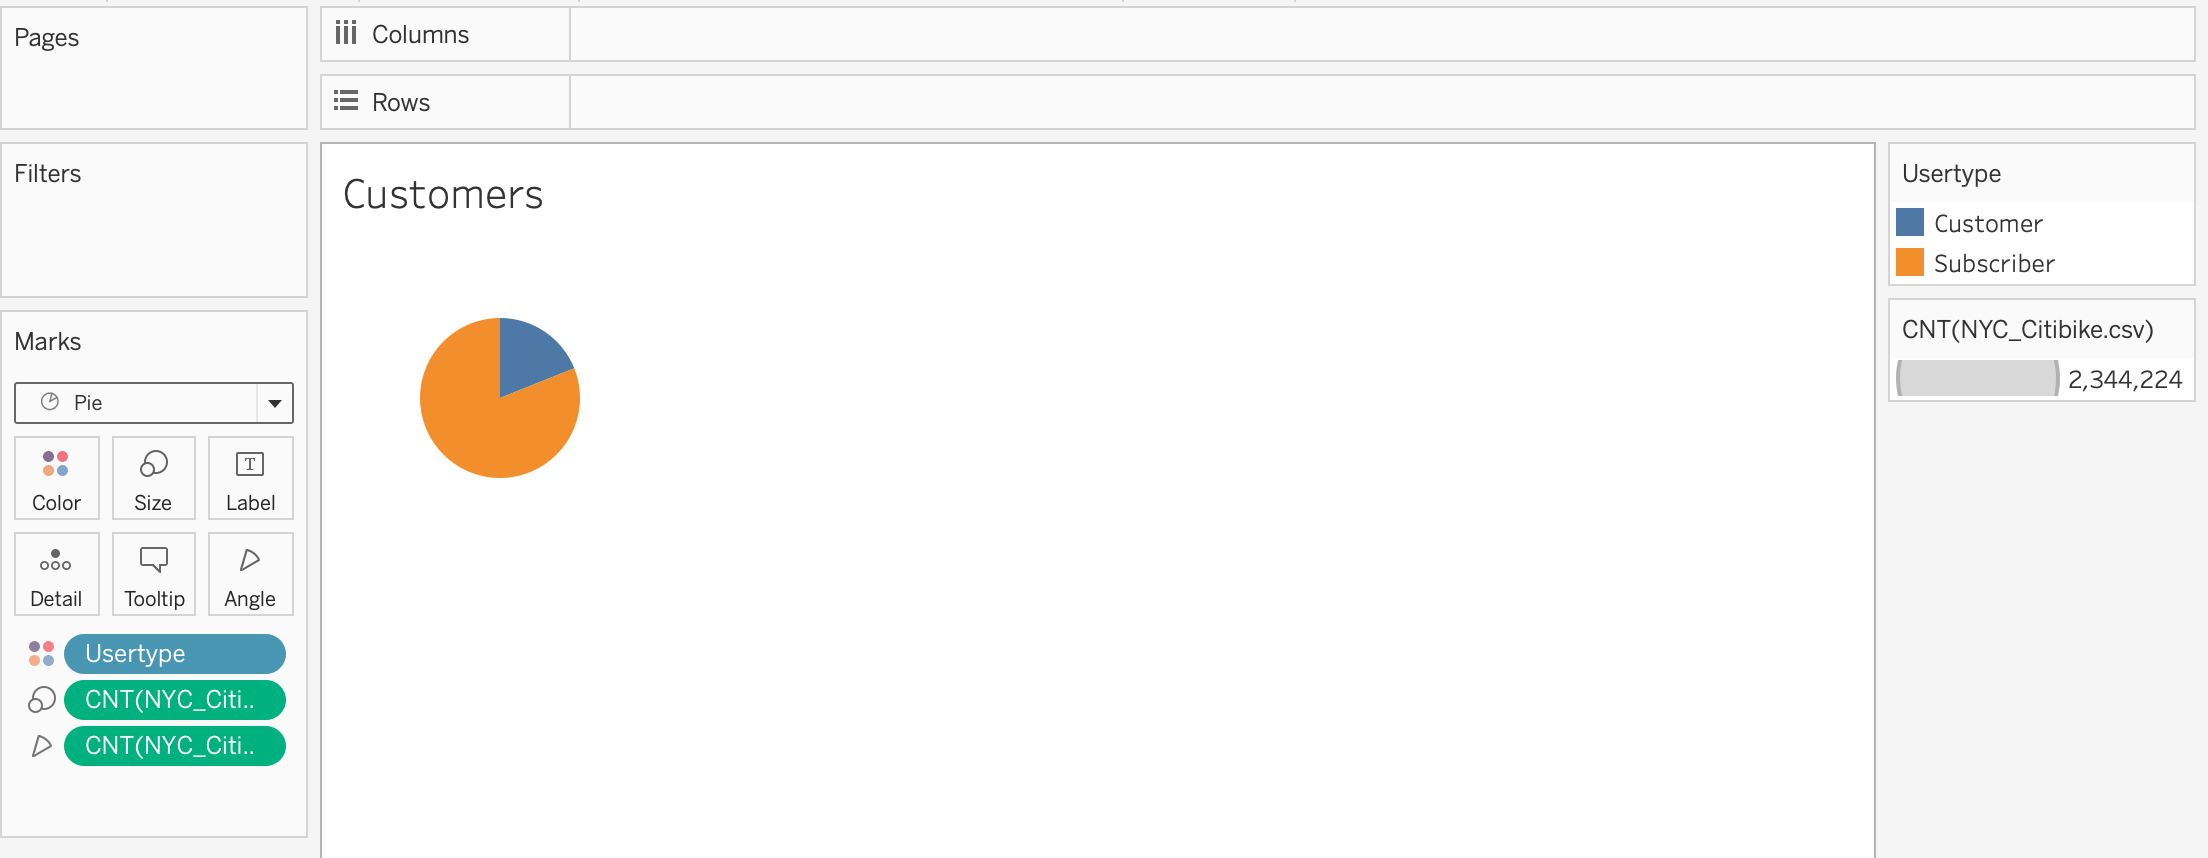 Pages
Columns
Rows
Filters
Customers
Usertype
Customer
Subscriber
CNT(NYC_Citibike.csv)
2,344,224
Marks
Pie
Color
Size
T
Label
Detail
Tooltip
Angle
Usertype
CNT(NYC_Citi..
CNT(NYC_Citi..